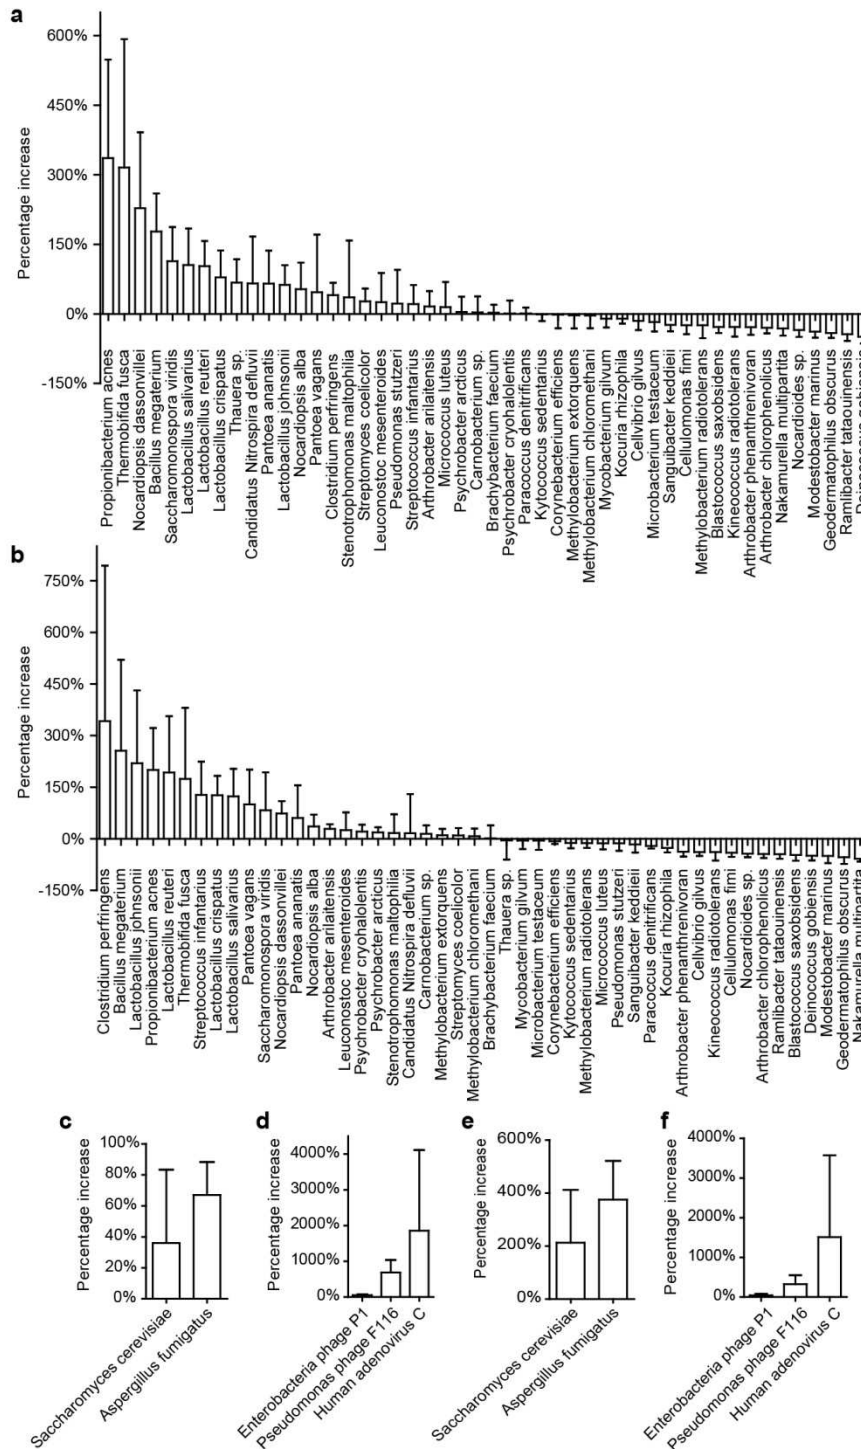 a
Percentage increase
600%
450%
300%
150%
0%
-150%
Propionibacterium acnes
Thermobifida fusca
Nocardiopsis dassonvillei
Bacillus megaterium
Saccharomonospora viridis
Lactobacillus salivarius
Lactobacillus reuteri
Lactobacillus crispatus
Thauera sp.
Candidatus Nitrospira defluvii
Pantoea ananatis
Lactobacillus johnsonii
Nocardiopsis alba
Pantoea vagans
Clostridium perfringens
Stenotrophomonas maltophilia
Streptomyces coelicolor
Leuconostoc mesenteroides
Pseudomonas stutzeri
Streptococcus infantarius
Arthrobacter arilaitensis
Micrococcus luteus
Psychrobacter arcticus
Carnobacterium sp.
Brachybacterium faecium
Psychrobacter cryohalolentis
Paracoccus denitrificans
Kytococcus sedentarius
Corynebacterium efficiens
Methylobacterium extorquens
Methylobacterium chloromethani
Mycobacterium gilvum
Kocuria rhizophila
Cellvibrio gilvus
Microbacterium testaceum
Sanguibacter keddieii
Cellulomonas fimi
Methylobacterium radiotolerans
Blastococcus saxobsidens
Kineococcus radiotolerans
Arthrobacter phenanthrenivoran
Arthrobacter chlorophenolicus
Nakamurella multipartita
Nocardioides sp.
Modestobacter marinus
Geodermatophilus obscurus
Ramlibacter tataouinensis
b
Percentage increase
750%
600%
450%
300%
150%
0%
-150%
Clostridium perfringens
Bacillus megaterium
Lactobacillus johnsonii
Propionibacterium acnes
Lactobacillus reuteri
Thermobifida fusca
Streptococcus infantarius
Lactobacillus crispatus
Lactobacillus salivarius
Pantoea vagans
Saccharomonospora viridis
Nocardiopsis dassonvillei
Pantoea ananatis
Nocardiopsis alba
Arthrobacter arilaitensis
Leuconostoc mesenteroides
Psychrobacter cryohalolentis
Psychrobacter arcticus
Stenotrophomonas maltophilia
Candidatus Nitrospira defluvii
Carnobacterium sp.
Methylobacterium extorquens
Streptomyces coelicolor
Methylobacterium chloromethani
Brachybacterium faecium
Thauera sp.
Mycobacterium gilvum
Microbacterium testaceum
Corynebacterium efficiens
Kytococcus sedentarius
Methylobacterium radiotolerans
Micrococcus luteus
Pseudomonas stutzeri
Sanguibacter keddieii
Paracoccus denitrificans
Kocuria rhizophila
Arthrobacter phenanthrenivoran
Cellvibrio gilvus
Kineococcus radiotolerans
Cellulomonas fimi
Nocardioides sp.
Arthrobacter chlorophenolicus
Ramlibacter tataouinensis
Blastococcus saxobsidens
Deinococcus gobiensis
Modestobacter marinus
Geodermatophilus obscurus
Nakamurella multipartita
c
Percentage increase
100%
80%
60%
40%
20%
0%
Saccharomyces cerevisiae
Aspergillus fumigatus
d
Percentage increase
4000%
3000%
2000%
1000%
0%
Enterobacteria phage P1
Pseudomonas phage F116
Human adenovirus C
e
Percentage increase
600%
400%
200%
0%
Saccharomyces cerevisiae
Aspergillus fumigatus
f
Percentage increase
4000%
3000%
2000%
1000%
0%
Enterobacteria phage P1
Pseudomonas phage F116
Human adenovirus C